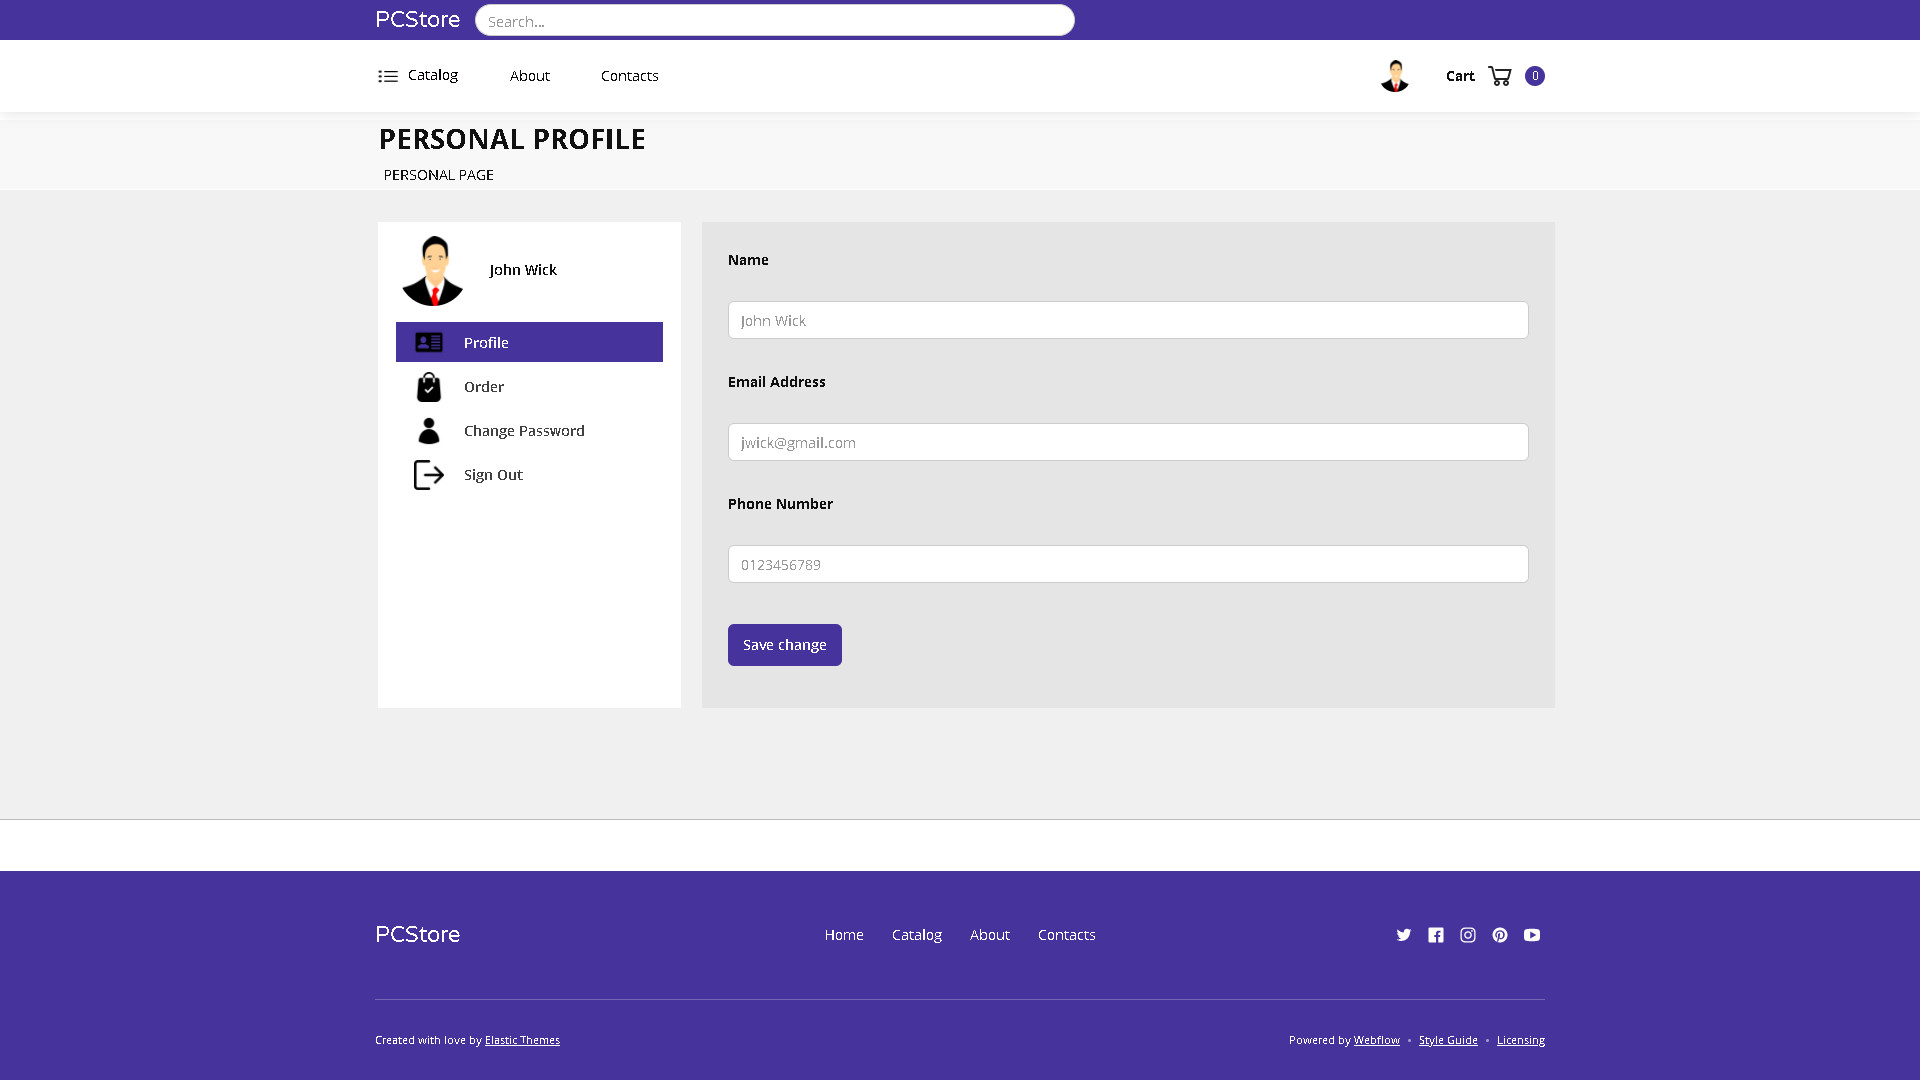 PCStore
Search...
Catalog
About
Contacts
Cart
0
PERSONAL PROFILE
PERSONAL PAGE
John Wick
Profile
Order
Change Password
Sign Out
Name
John Wick
Email Address
jwick@gmail.com
Phone Number
0123456789
Save change
PCStore
Home
Catalog
About
Contacts
Created with love by Elastic Themes
Powered by Webflow • Style Guide • Licensing